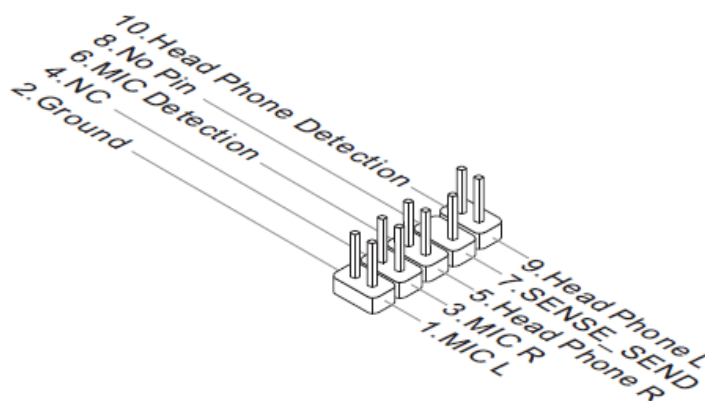 10.Head Phone Detection
8.No Pin
6.MIC Detection
4.NC
2.Ground
9.Head Phone L
7.SENSE_SEND
5.Head Phone R
3.MIC R
1.MIC L